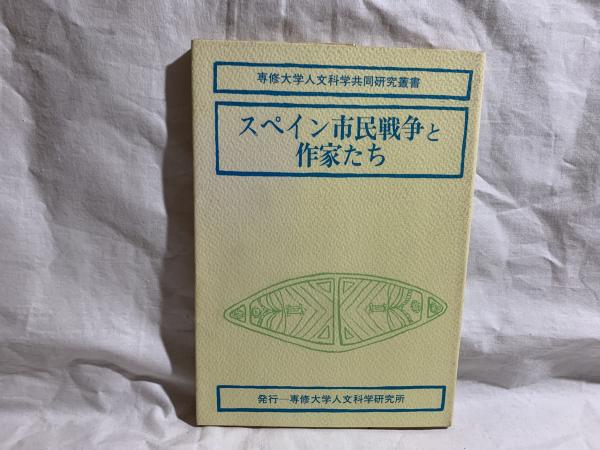 専修大学人文科学共同研究叢書
スペイン市民戦争と
作家たち
発行―専修大学人文科学研究所